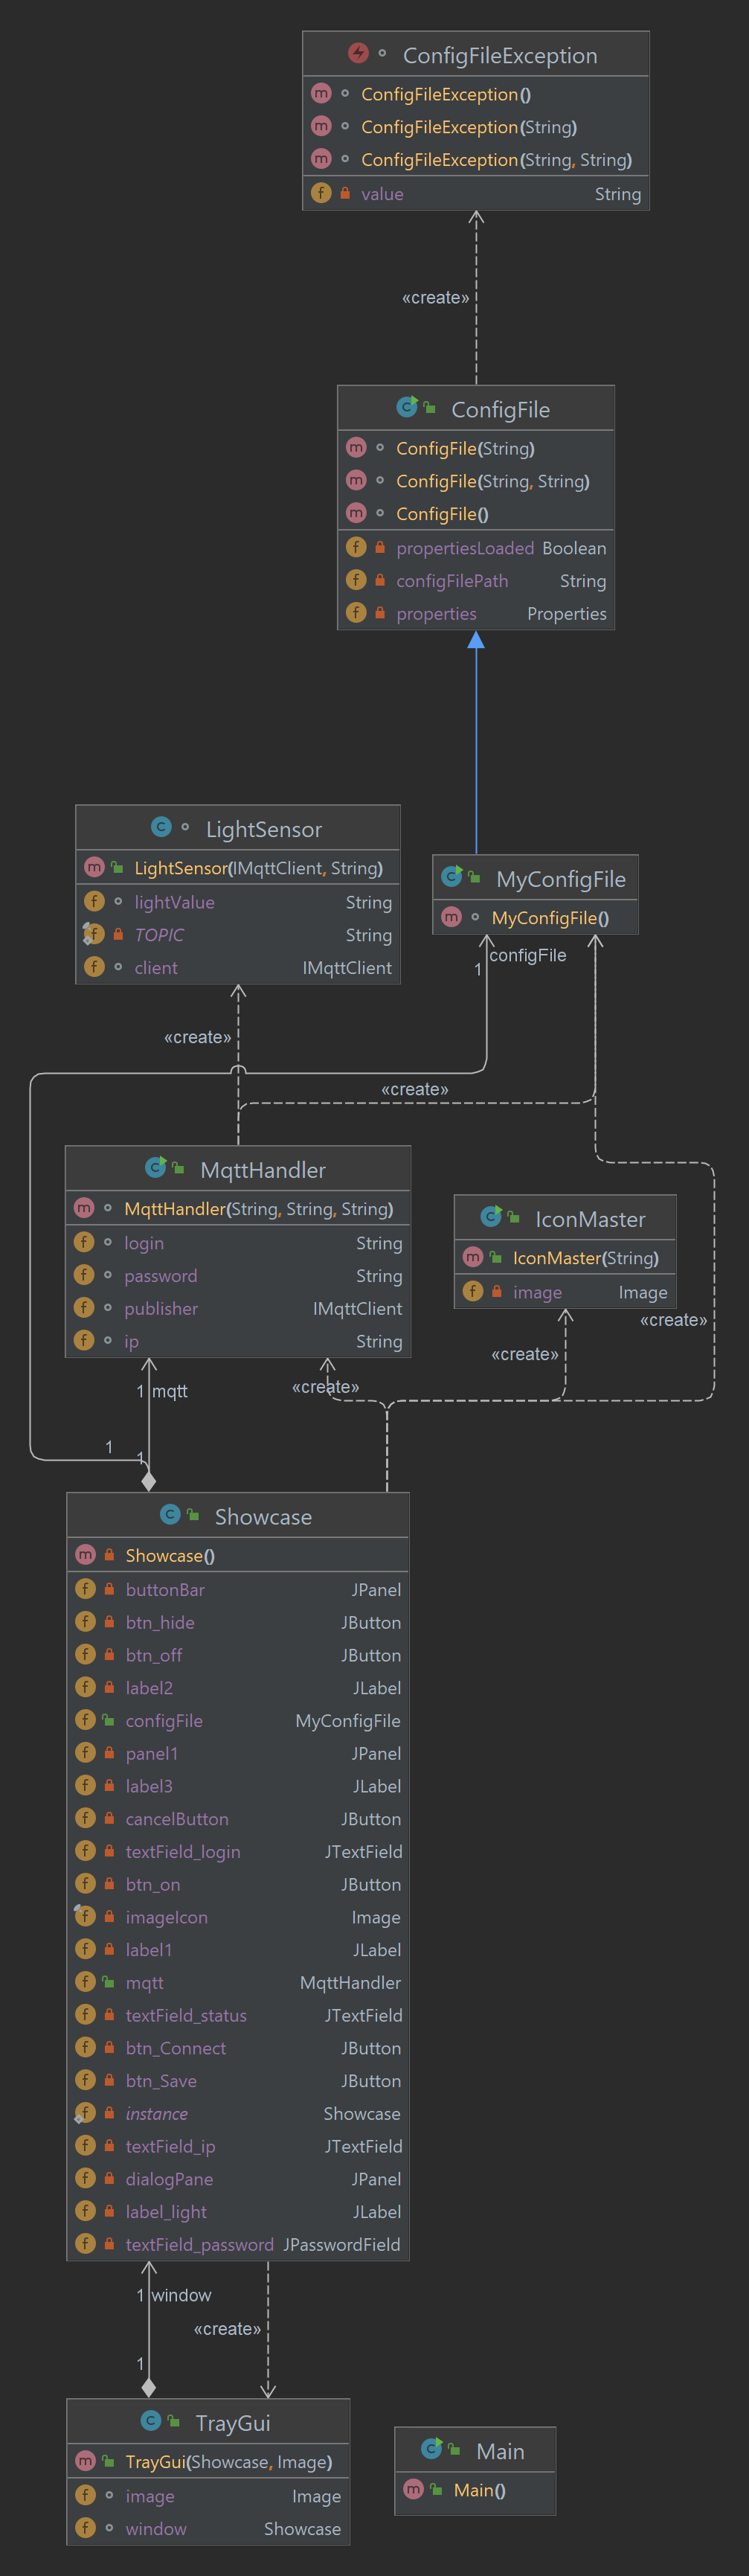 ConfigFileException
ConfigFileException()
ConfigFileException(String)
ConfigFileException(String, String)
value String
«create»
ConfigFile
ConfigFile(String)
ConfigFile(String, String)
ConfigFile()
propertiesLoaded Boolean
configFilePath String
properties Properties
LightSensor
LightSensor(IMqttClient, String)
lightValue String
TOPIC String
client IMqttClient
MyConfigFile
MyConfigFile()
1 configFile
«create»
«create»
MqttHandler
MqttHandler(String, String, String)
login String
password String
publisher IMqttClient
ip String
IconMaster
IconMaster(String)
image Image
«create»
«create»
«create»
1 mqtt
1
1
Showcase
Showcase()
buttonBar JPanel
btn_hide JButton
btn_off JButton
label2 JLabel
configFile MyConfigFile
panel1 JPanel
label3 JLabel
cancelButton JButton
textField_login JTextField
btn_on JButton
imageIcon Image
label1 JLabel
mqtt MqttHandler
textField_status JTextField
btn_Connect JButton
btn_Save JButton
instance Showcase
textField_ip JTextField
dialogPane JPanel
label_light JLabel
textField_password JPasswordField
1 window
«create»
1
TrayGui
TrayGui(Showcase, Image)
image Image
window Showcase
Main
Main()